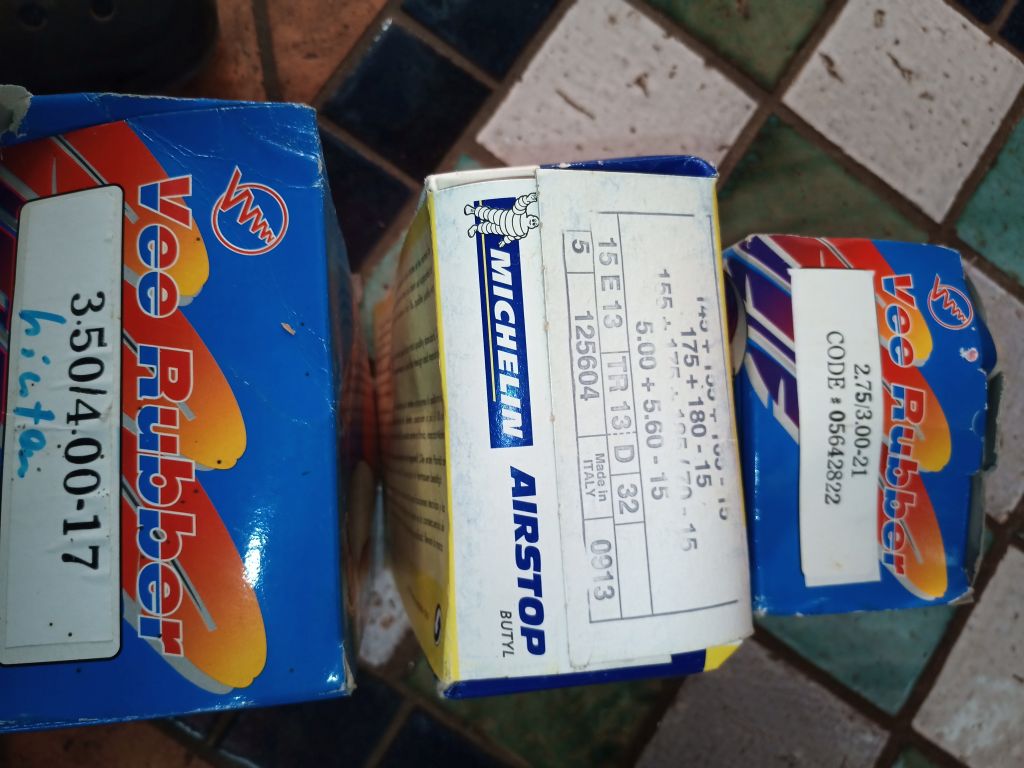 Vee Rubber
3.50/4.00-17
hintan
MICHELIN
AIRSTOP
BUTYL
175 + 180 - 15
5.00 + 5.60 - 15
15 E 13 TR 13 D 32
5 125604 Made in ITALY 0913
Vee Rubber
2.75/3.00-21
CODE # 05642822